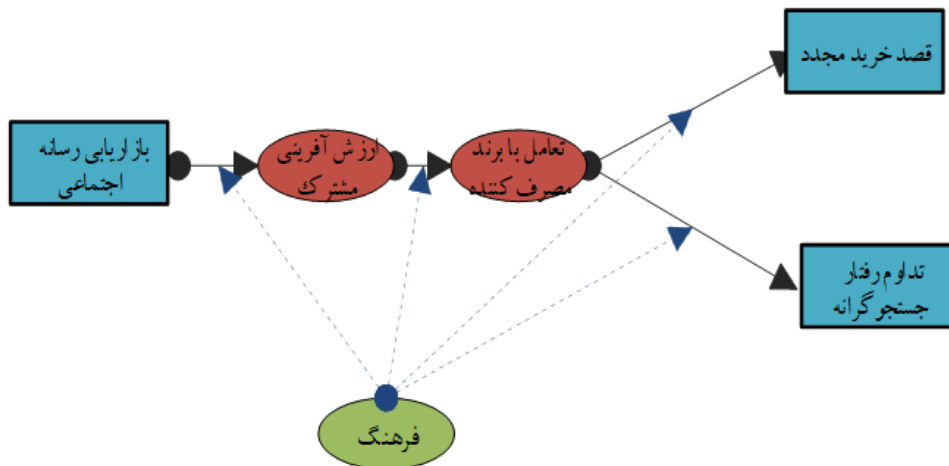 قصد خرید مجدد
بازاریابی رسانه
اجتماعی
ارزش آفرینی
مشترک
تعامل با برند
مصرف کننده
تداوم رفتار
جستجوگرانه
فرهنگ